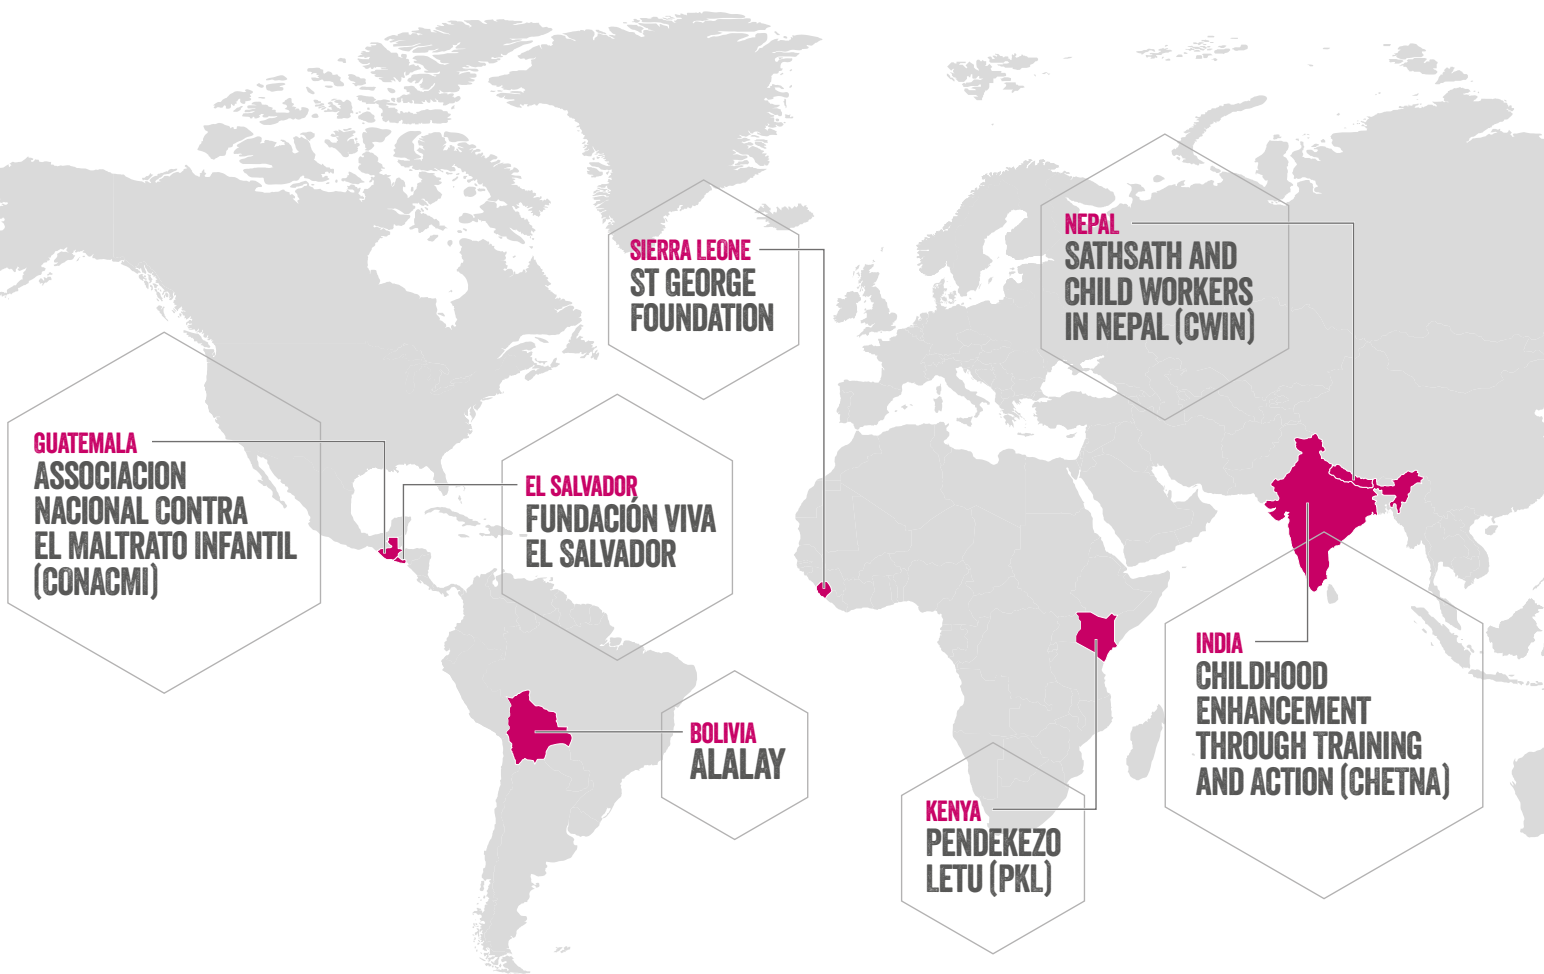 SIERRA LEONE
ST GEORGE
FOUNDATION
NEPAL
SATHSATH AND
CHILD WORKERS
IN NEPAL (CWIN)
GUATEMALA
ASSOCIACION
NACIONAL CONTRA
EL MALTRATO INFANTIL
(CONACMI)
EL SALVADOR
FUNDACIÓN VIVA
EL SALVADOR
BOLIVIA
ALALAY
KENYA
PENDEKEZO
LETU (PKL)
INDIA
CHILDHOOD
ENHANCEMENT
THROUGH TRAINING
AND ACTION (CHETNA)